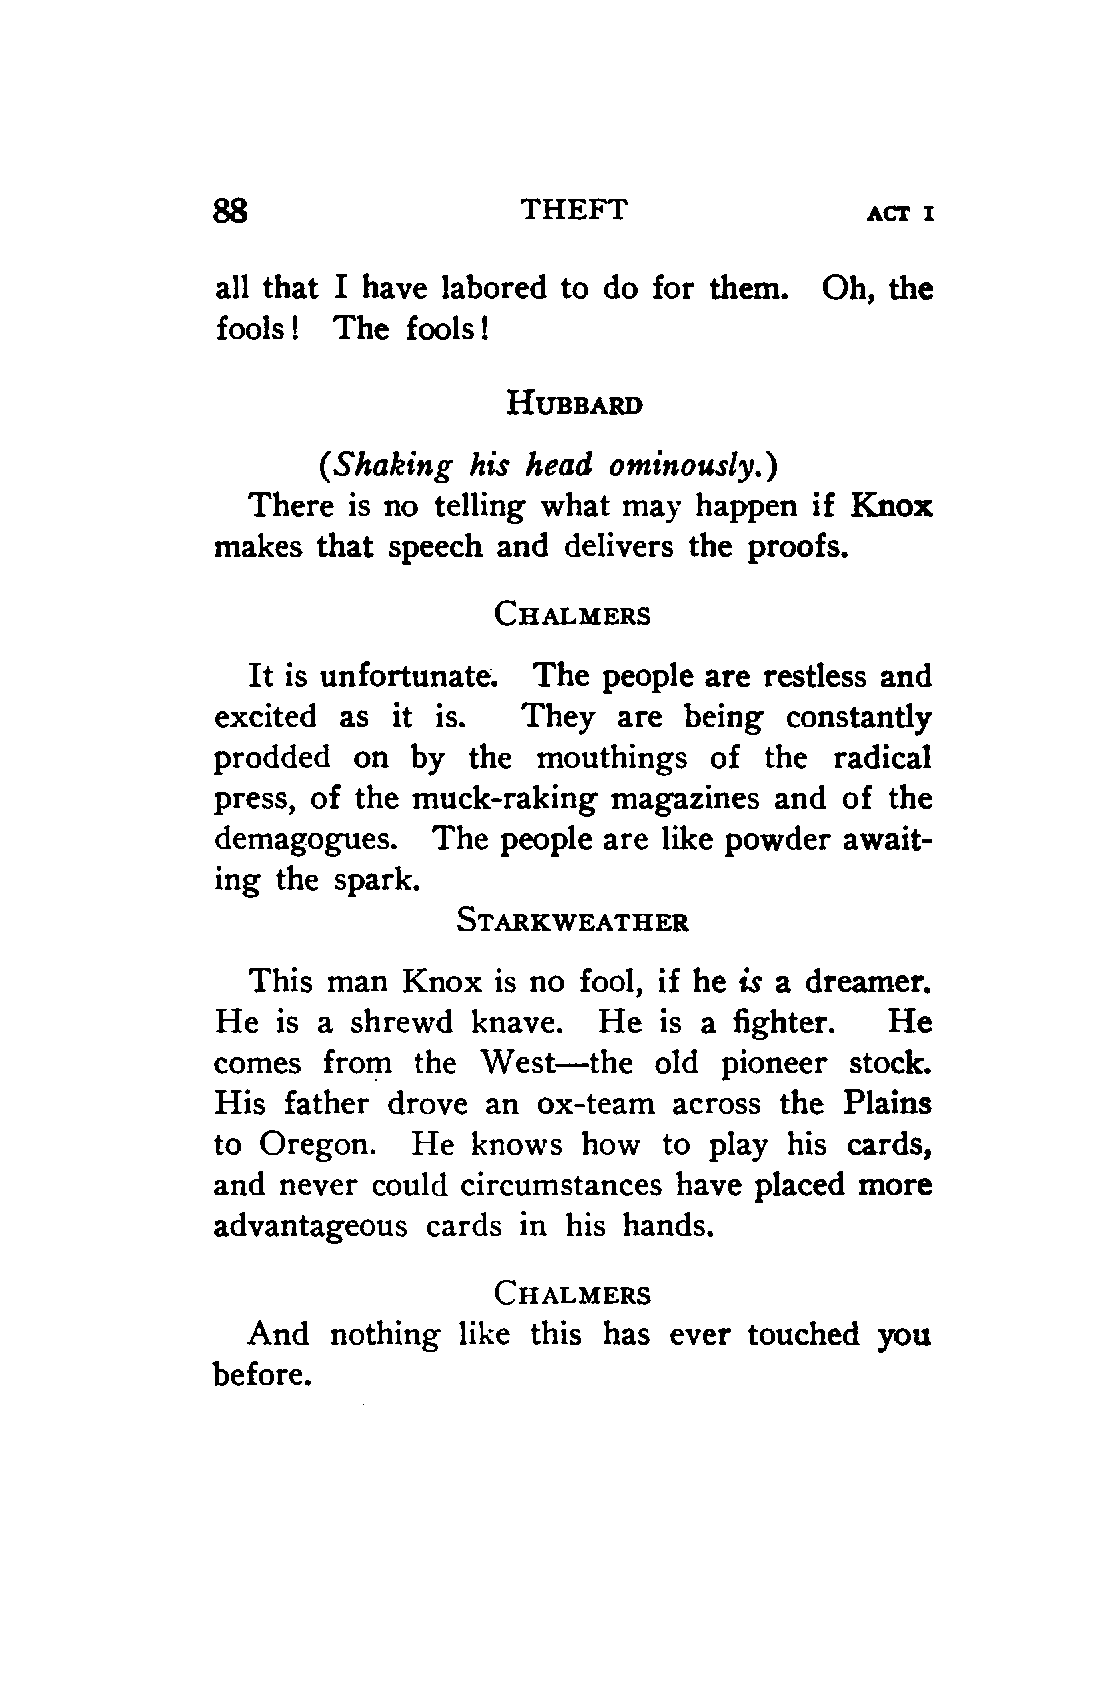 88 THEFT ACT I
all that I have labored to do for them. Oh, the
fools! The fools!
HUBBARD
(Shaking his head ominously.)
There is no telling what may happen if Knox
makes that speech and delivers the proofs.
CHALMERS
It is unfortunate. The people are restless and
excited as it is. They are being constantly
prodded on by the mouthings of the radical
press, of the muck-raking magazines and of the
demagogues. The people are like powder await-
ing the spark.
STARKWEATHER
This man Knox is no fool, if he is a dreamer.
He is a shrewd knave. He is a fighter. He
comes from the West—the old pioneer stock.
His father drove an ox-team across the Plains
to Oregon. He knows how to play his cards,
and never could circumstances have placed more
advantageous cards in his hands.
CHALMERS
And nothing like this has ever touched you
before.